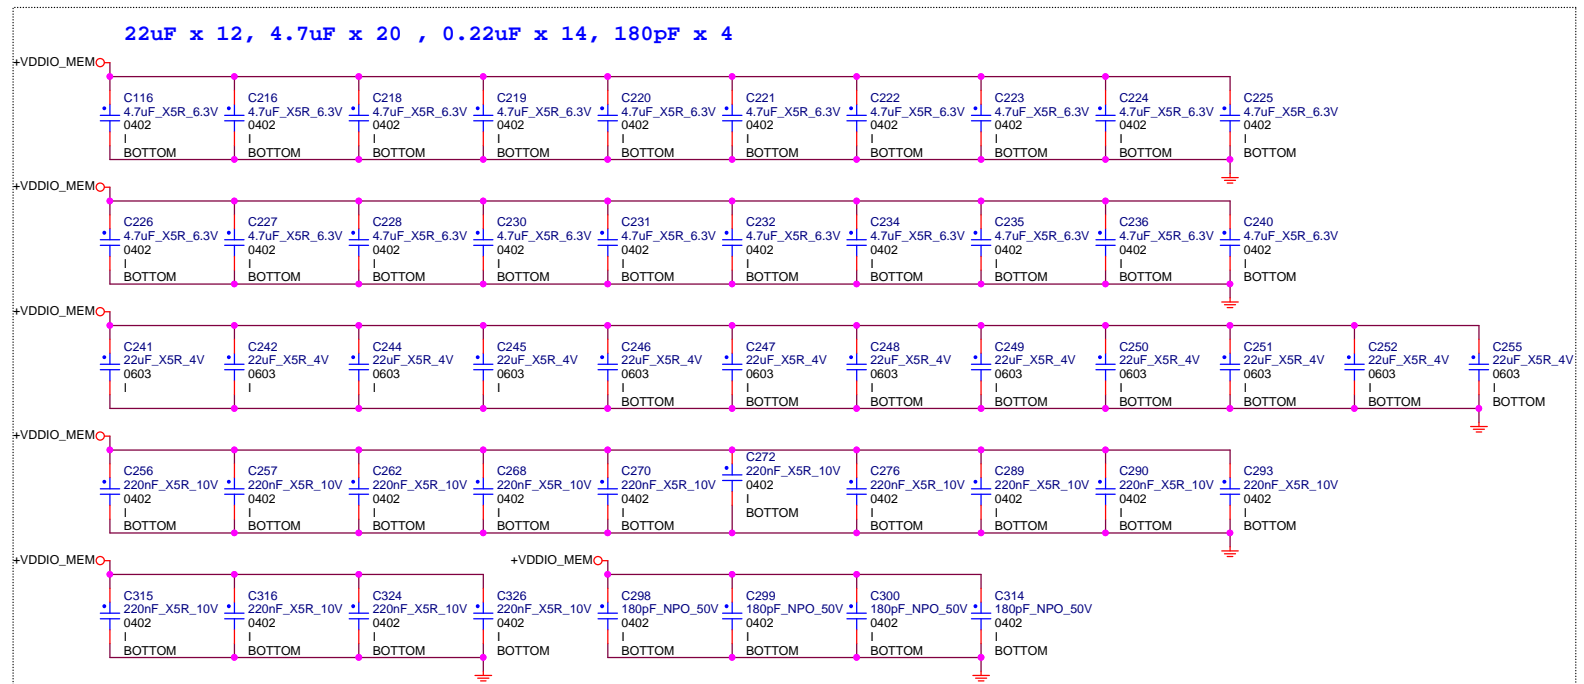 22uF x 12, 4.7uF x 20 , 0.22uF x 14, 180pF x 4
+VDDIO_MEM
C116 C216 C218 C219 C220 C221 C222 C223 C224 C225
4.7uF_X5R_6.3V 4.7uF_X5R_6.3V 4.7uF_X5R_6.3V 4.7uF_X5R_6.3V 4.7uF_X5R_6.3V 4.7uF_X5R_6.3V 4.7uF_X5R_6.3V 4.7uF_X5R_6.3V 4.7uF_X5R_6.3V 4.7uF_X5R_6.3V
0402 0402 0402 0402 0402 0402 0402 0402 0402 0402
I I I I I I I I I I
BOTTOM BOTTOM BOTTOM BOTTOM BOTTOM BOTTOM BOTTOM BOTTOM BOTTOM BOTTOM
+VDDIO_MEM
C226 C227 C228 C230 C231 C232 C234 C235 C236 C240
4.7uF_X5R_6.3V 4.7uF_X5R_6.3V 4.7uF_X5R_6.3V 4.7uF_X5R_6.3V 4.7uF_X5R_6.3V 4.7uF_X5R_6.3V 4.7uF_X5R_6.3V 4.7uF_X5R_6.3V 4.7uF_X5R_6.3V 4.7uF_X5R_6.3V
0402 0402 0402 0402 0402 0402 0402 0402 0402 0402
I I I I I I I I I I
BOTTOM BOTTOM BOTTOM BOTTOM BOTTOM BOTTOM BOTTOM BOTTOM BOTTOM BOTTOM
+VDDIO_MEM
C241 C242 C244 C245 C246 C247 C248 C249 C250 C251 C252 C255
22uF_X5R_4V 22uF_X5R_4V 22uF_X5R_4V 22uF_X5R_4V 22uF_X5R_4V 22uF_X5R_4V 22uF_X5R_4V 22uF_X5R_4V 22uF_X5R_4V 22uF_X5R_4V 22uF_X5R_4V 22uF_X5R_4V
0603 0603 0603 0603 0603 0603 0603 0603 0603 0603 0603 0603
I I I I I I I I I I I I
BOTTOM BOTTOM BOTTOM BOTTOM BOTTOM BOTTOM BOTTOM BOTTOM
+VDDIO_MEM
C256 C257 C262 C268 C270 C272 C276 C289 C290 C293
220nF_X5R_10V 220nF_X5R_10V 220nF_X5R_10V 220nF_X5R_10V 220nF_X5R_10V 220nF_X5R_10V 220nF_X5R_10V 220nF_X5R_10V 220nF_X5R_10V 220nF_X5R_10V
0402 0402 0402 0402 0402 0402 0402 0402 0402 0402
I I I I I I I I I I
BOTTOM BOTTOM BOTTOM BOTTOM BOTTOM BOTTOM BOTTOM BOTTOM BOTTOM BOTTOM
+VDDIO_MEM +VDDIO_MEM
C315 C316 C324 C326 C298 C299 C300 C314
220nF_X5R_10V 220nF_X5R_10V 220nF_X5R_10V 220nF_X5R_10V 180pF_NPO_50V 180pF_NPO_50V 180pF_NPO_50V 180pF_NPO_50V
0402 0402 0402 0402 0402 0402 0402 0402
I I I I I I I I
BOTTOM BOTTOM BOTTOM BOTTOM BOTTOM BOTTOM BOTTOM BOTTOM